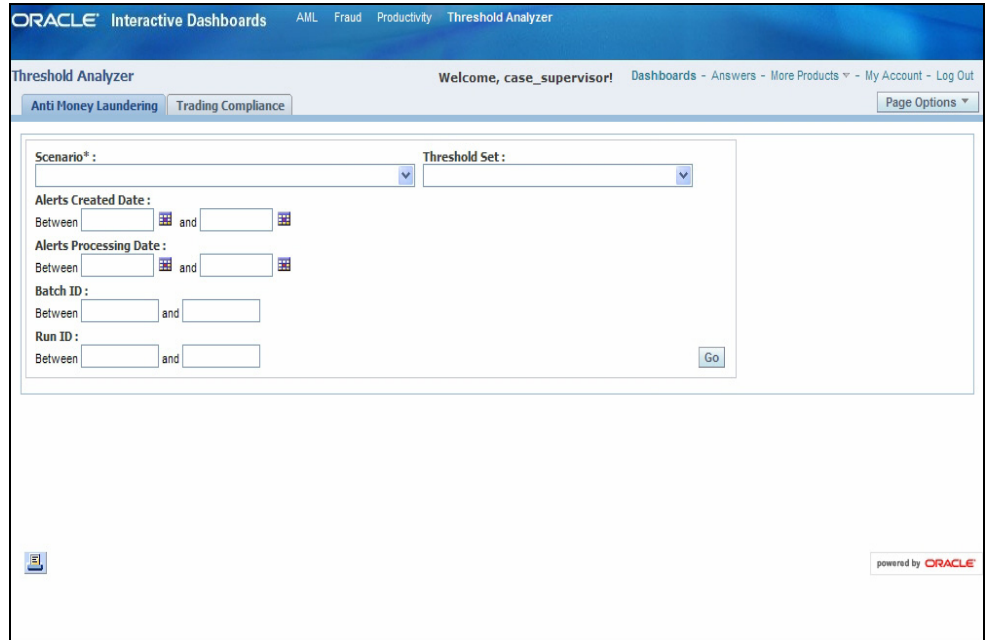 ORACLE Interactive Dashboards AML Fraud Productivity Threshold Analyzer
Threshold Analyzer Welcome, case_supervisor! Dashboards - Answers - More Products - My Account - Log Out
Anti Money Laundering Trading Compliance Page Options
Scenario* : Threshold Set :
Alerts Created Date :
Between and
Alerts Processing Date :
Between and
Batch ID :
Between and
Run ID :
Between and Go
powered by ORACLE